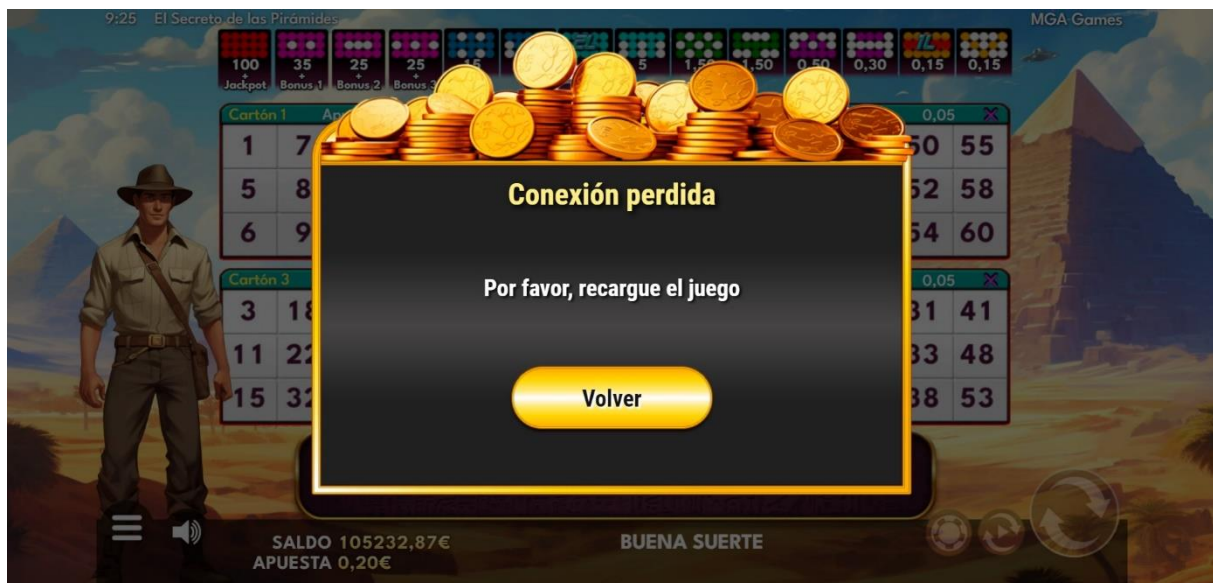 9:25 El Secreto de las Pirámides
MGA Games
100 35 25 25 15 5 1,50 1,50 0,50 0,30 0,15 0,15
+ + + +
Jackpot Bonus 1 Bonus 2 Bonus 3
Cartón 1 0,05 X
1 7 50 55
5 8 52 58
6 9 54 60
Conexión perdida
Por favor, recargue el juego
Volver
Cartón 3 0,05 X
3 18 31 41
11 22 33 48
15 32 38 53
SALDO 105232,87€
APUESTA 0,20€
BUENA SUERTE